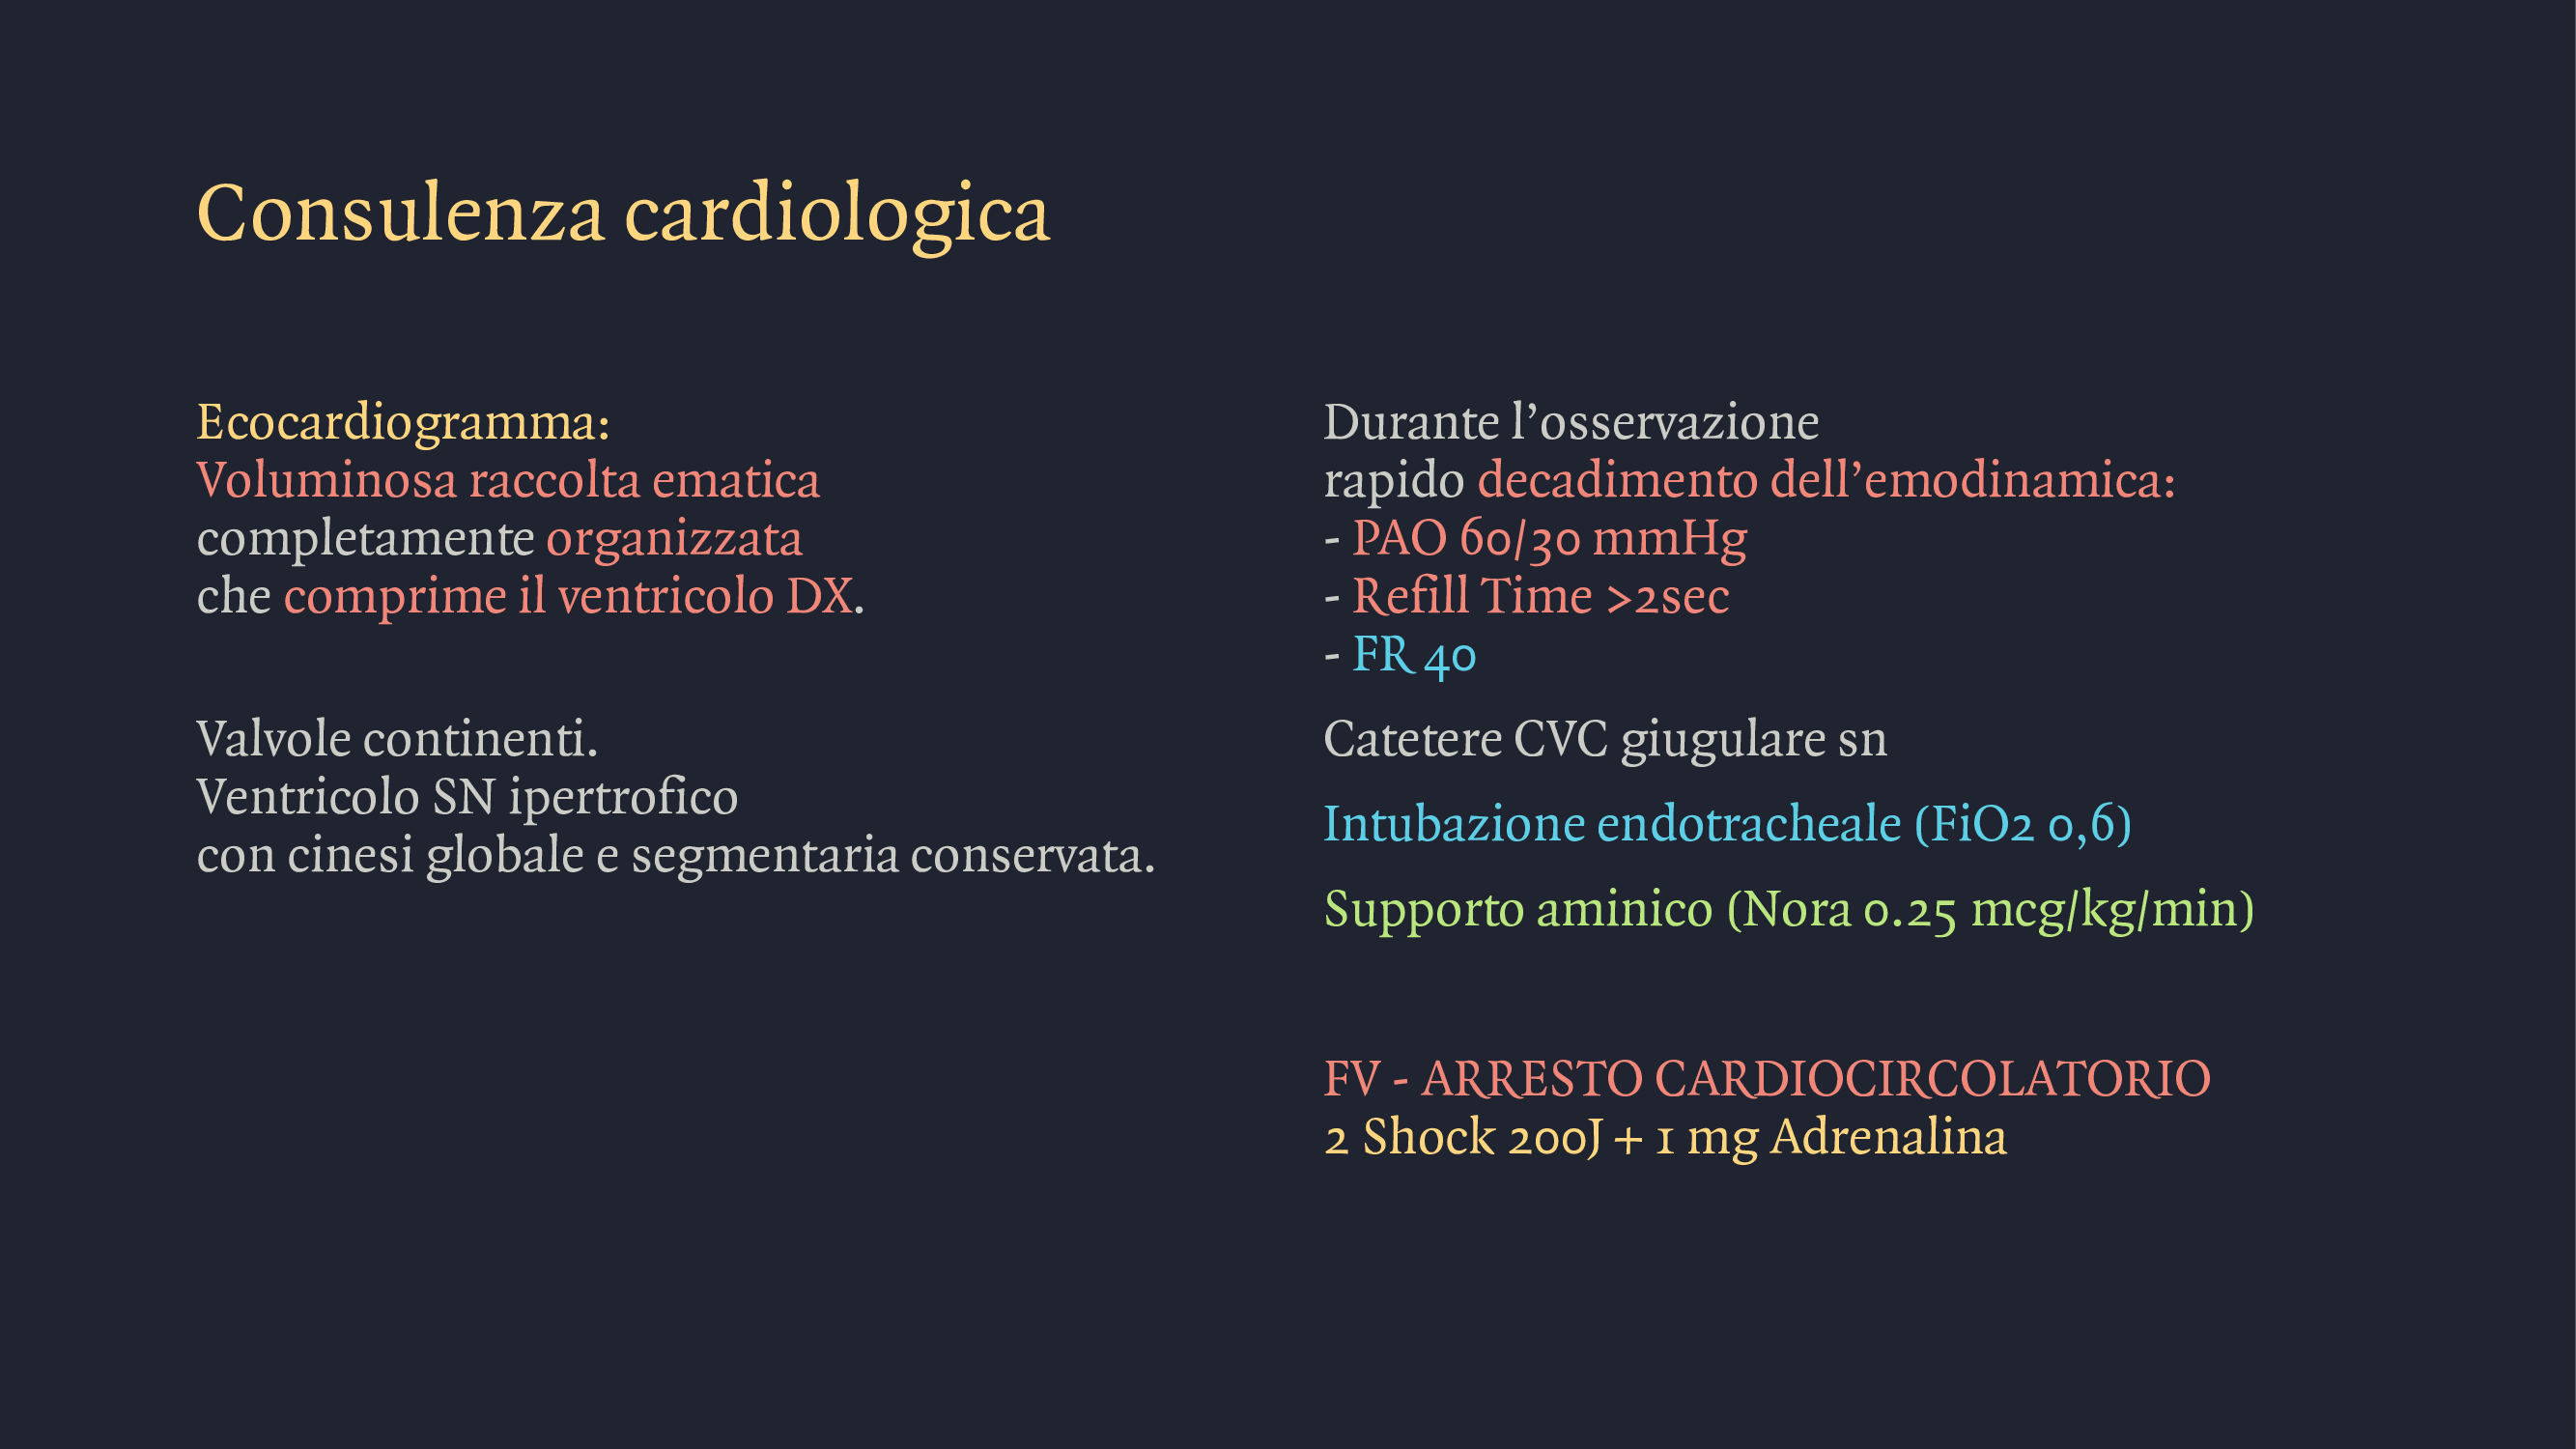 Consulenza cardiologica
Ecocardiogramma:
Voluminosa raccolta ematica
completamente organizzata
che comprime il ventricolo DX.
Valvole continenti.
Ventricolo SN ipertrofico
con cinesi globale e segmentaria conservata.
Durante l’osservazione
rapido decadimento dell’emodinamica:
- PAO 60/30 mmHg
- Refill Time >2sec
- FR 40
Catetere CVC giugulare sn
Intubazione endotracheale (FiO2 0,6)
Supporto aminico (Nora 0.25 mcg/kg/min)
FV - ARRESTO CARDIOCIRCOLATORIO
2 Shock 200J + 1 mg Adrenalina